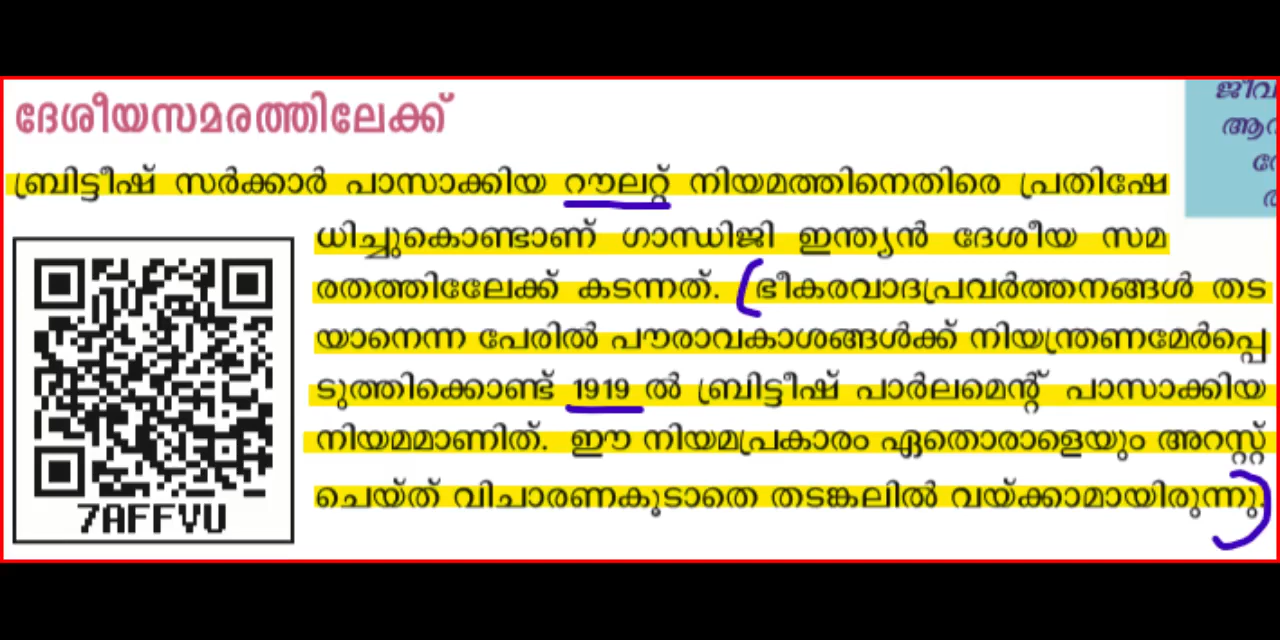 ദേശീയസമരത്തിലേക്ക്
ബ്രിട്ടീഷ് സർക്കാർ പാസാക്കിയ റൗലറ്റ് നിയമത്തിനെതിരെ പ്രതിഷേ
ധിച്ചുകൊണ്ടാണ് ഗാന്ധിജി ഇന്ത്യൻ ദേശീയ സമ
രതത്തിലേേക്ക് കടന്നത്. ഭീകരവാദപ്രവർത്തനങ്ങൾ തട
യാനെന്ന പേരിൽ പൗരാവകാശങ്ങൾക്ക് നിയന്ത്രണമേർപ്പെ
ടുത്തിക്കൊണ്ട് 1919 ൽ ബ്രിട്ടീഷ് പാർലമെന്റ് പാസാക്കിയ
നിയമമാണിത്. ഈ നിയമപ്രകാരം ഏതൊരാളെയും അറസ്റ്റ്
ചെയ്ത് വിചാരണകൂടാതെ തടങ്കലിൽ വയ്ക്കാമായിരുന്നു.
7AFFVU